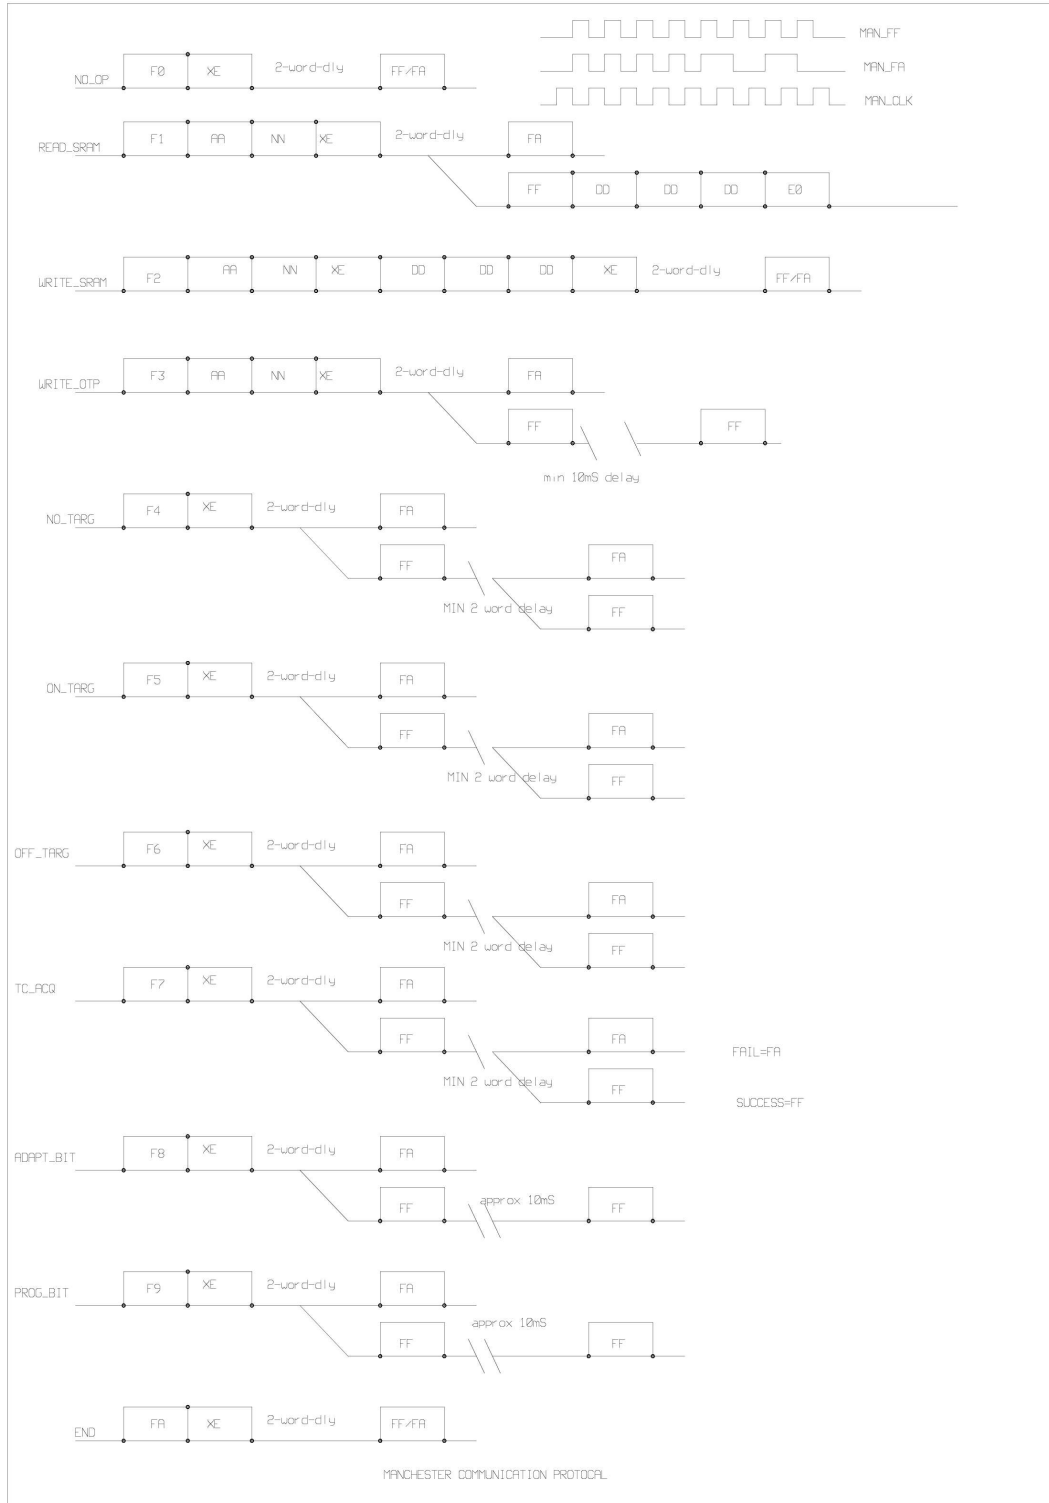 MAN_FF
MAN_FA
MAN_CLK
NO_OP F0 XE 2-word-dly FF/FA
READ_SRAM F1 AA NN XE 2-word-dly FA
FF DD DD DD E0
WRITE_SRAM F2 AA NN XE DD DD DD XE 2-word-dly FF/FA
WRITE_OTP F3 AA NN XE 2-word-dly FA
FF FF
min 10mS delay
NO_TARG F4 XE 2-word-dly FA
FF FA
MIN 2 word delay FF
ON_TARG F5 XE 2-word-dly FA
FF FA
MIN 2 word delay FF
OFF_TARG F6 XE 2-word-dly FA
FF FA
MIN 2 word delay FF
TC_ACQ F7 XE 2-word-dly FA
FF FA FAIL=FA
MIN 2 word delay FF SUCCESS=FF
ADAPT_BIT F8 XE 2-word-dly FA
approx 10mS
FF FF
PROG_BIT F9 XE 2-word-dly FA
approx 10mS
FF FF
END FA XE 2-word-dly FF/FA
MANCHESTER COMMUNICATION PROTOCAL